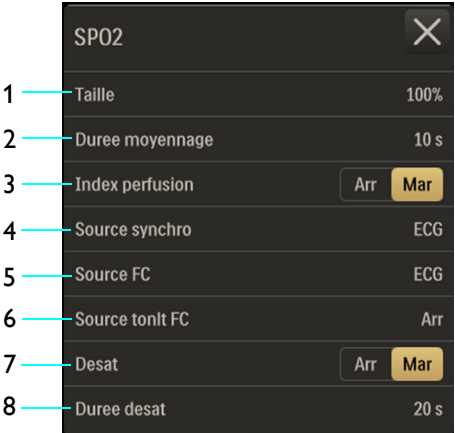 SPO2
1 Taille 100%
2 Duree moyennage 10 s
3 Index perfusion Arr Mar
4 Source synchro ECG
5 Source FC ECG
6 Source tonlt FC Arr
7 Desat Arr Mar
8 Duree desat 20 s